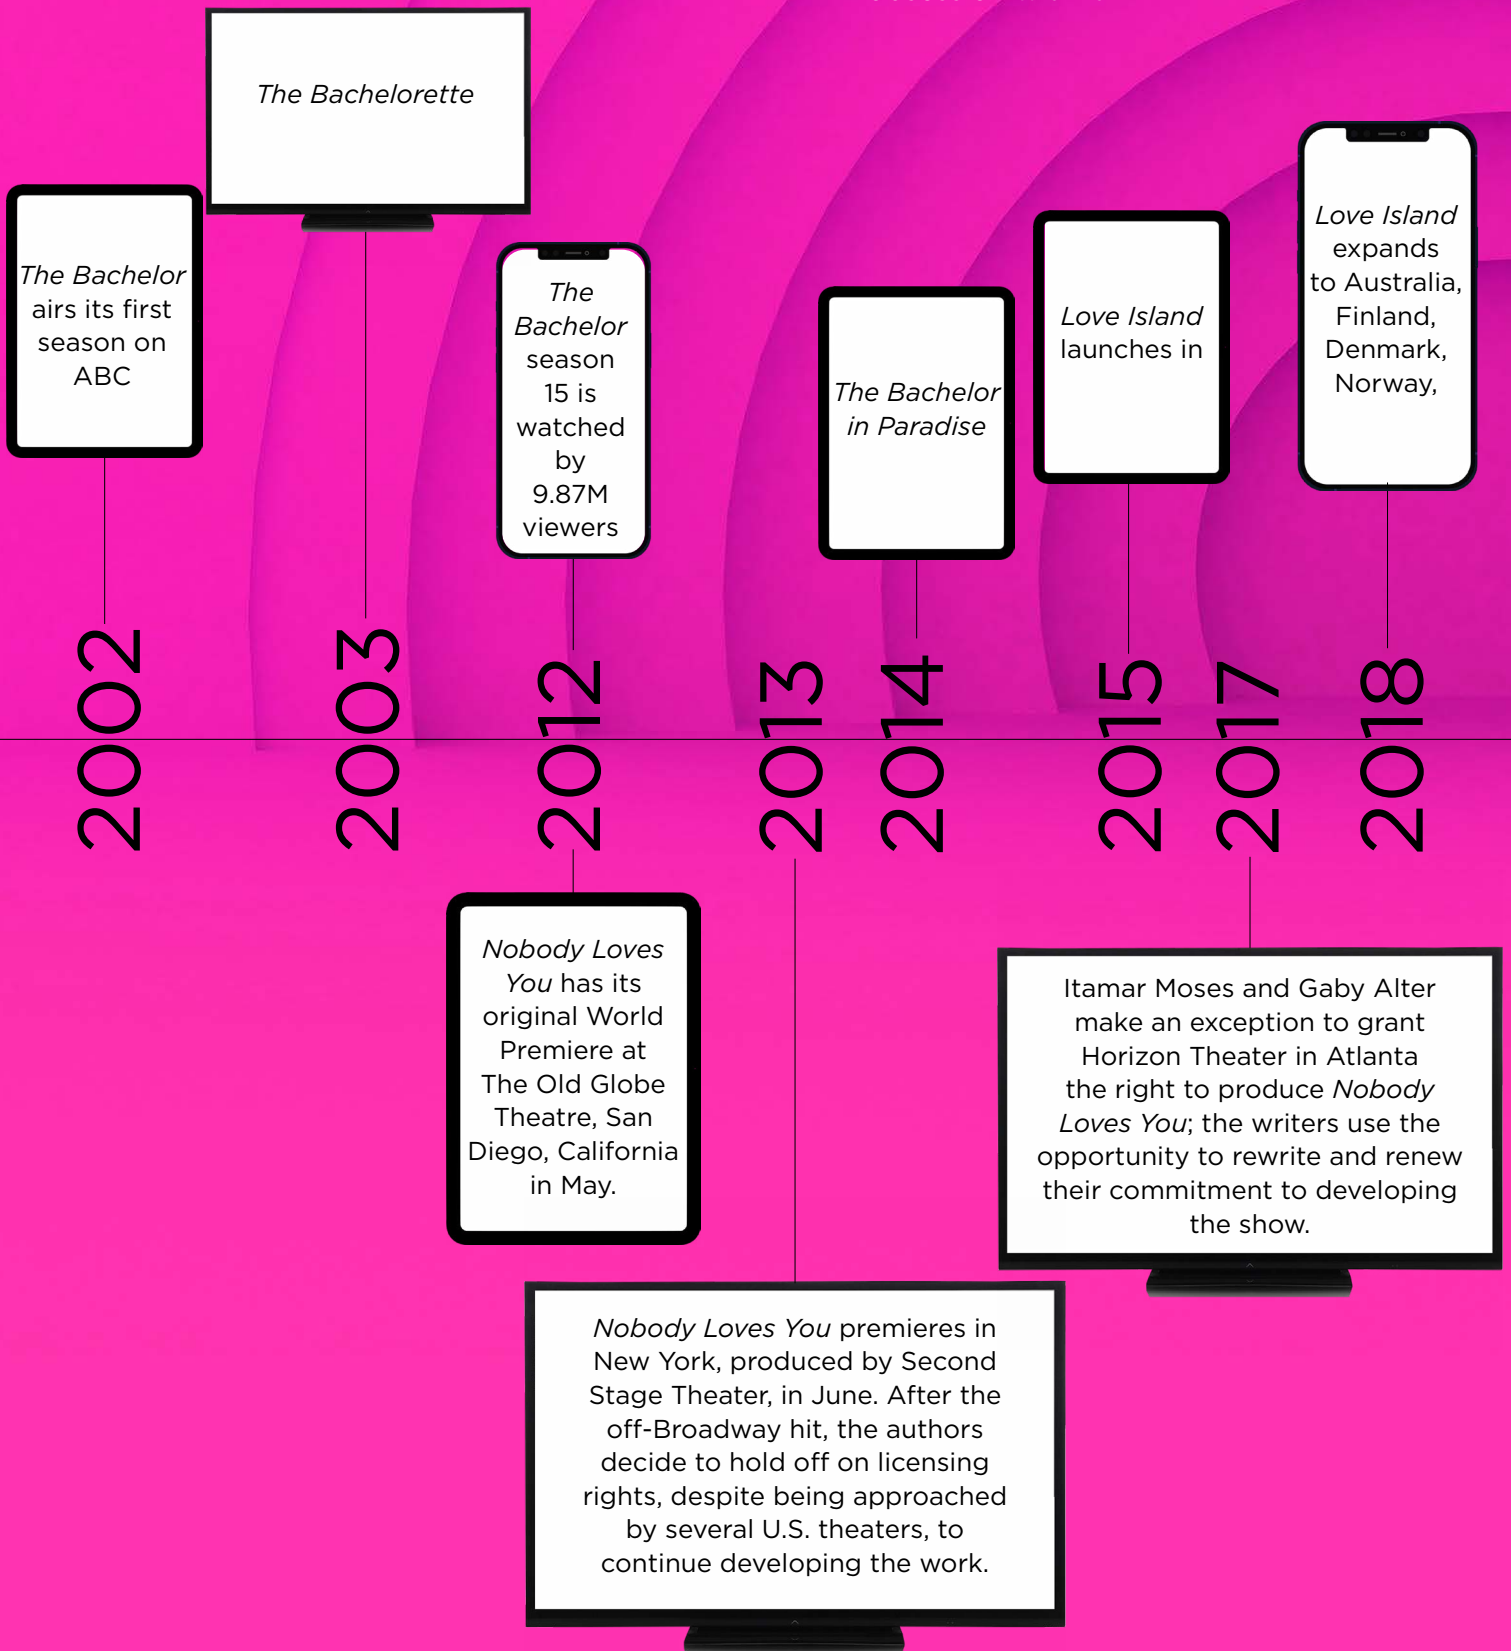 The Bachelorette
The Bachelor
airs its first
season on
ABC
The
Bachelor
season
15 is
watched
by
9.87M
viewers
The Bachelor
in Paradise
Love Island
launches in
Love Island
expands
to Australia,
Finland,
Denmark,
Norway,
2002
2003
2012
2013
2014
2015
2017
2018
Nobody Loves
You has its
original World
Premiere at
The Old Globe
Theatre, San
Diego, California
in May.
Itamar Moses and Gaby Alter
make an exception to grant
Horizon Theater in Atlanta
the right to produce Nobody
Loves You; the writers use the
opportunity to rewrite and renew
their commitment to developing
the show.
Nobody Loves You premieres in
New York, produced by Second
Stage Theater, in June. After the
off-Broadway hit, the authors
decide to hold off on licensing
rights, despite being approached
by several U.S. theaters, to
continue developing the work.